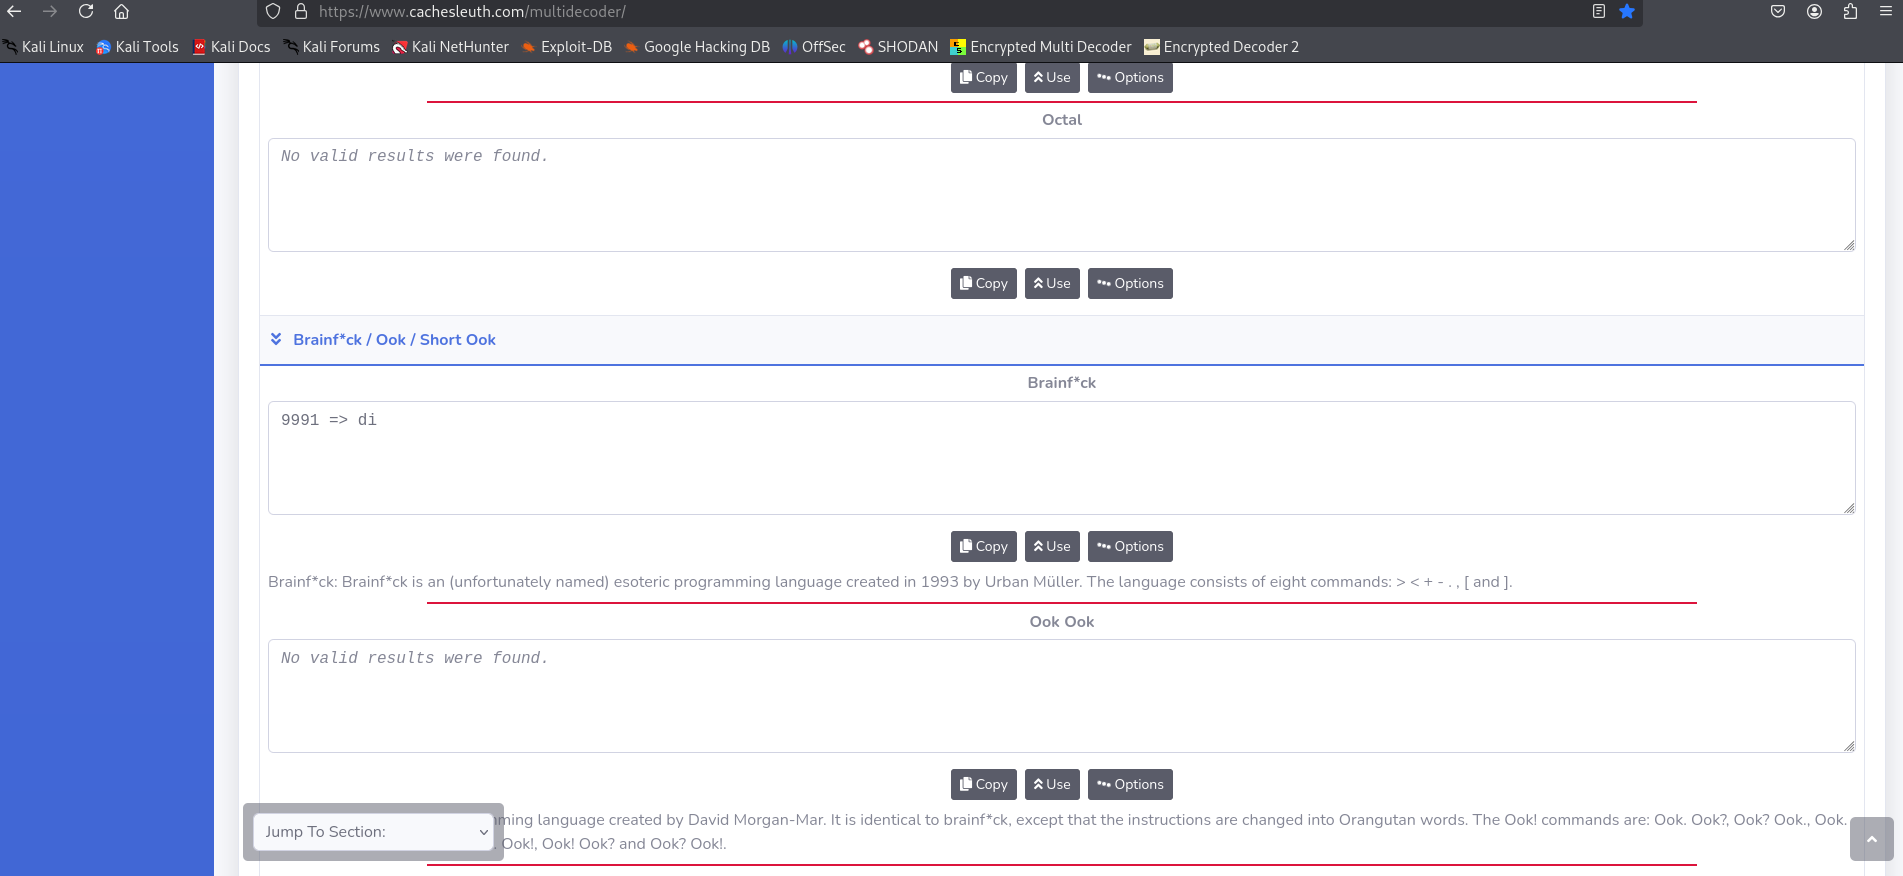 https://www.cachesleuth.com/multidecoder/
Kali Linux Kali Tools Kali Docs Kali Forums Kali NetHunter Exploit-DB Google Hacking DB OffSec SHODAN Encrypted Multi Decoder Encrypted Decoder 2
Copy Use Options
Octal
No valid results were found.
Copy Use Options
Brainf*ck / Ook / Short Ook
Brainf*ck
9991 => di
Copy Use Options
Brainf*ck: Brainf*ck is an (unfortunately named) esoteric programming language created in 1993 by Urban Müller. The language consists of eight commands: > < + - . , [ and ].
Ook Ook
No valid results were found.
Copy Use Options
mming language created by David Morgan-Mar. It is identical to brainf*ck, except that the instructions are changed into Orangutan words. The Ook! commands are: Ook. Ook?, Ook? Ook., Ook.
Jump To Section:
. Ook!, Ook! Ook? and Ook? Ook!.